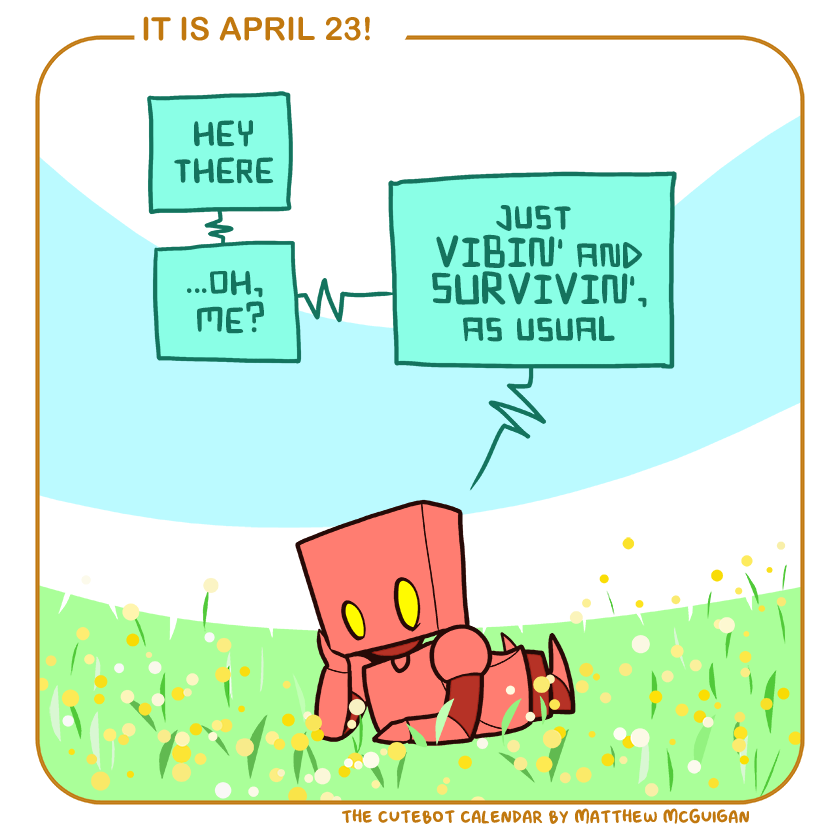 IT IS APRIL 23!
HEY
THERE
...OH,
ME?
JUST
VIBIN' AND
SURVIVIN',
AS USUAL
THE CUTEBOT CALENDAR BY MATTHEW MCGUIGAN